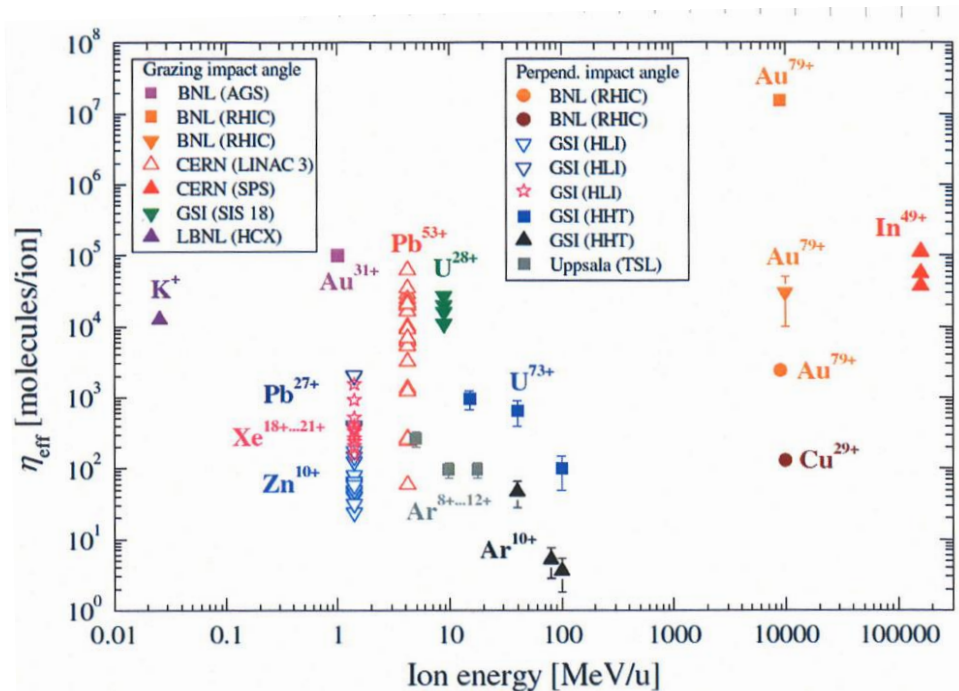 10^8
10^7
10^6
10^5
10^4
10^3
10^2
10^1
10^0
η_eff [molecules/ion]
Grazing impact angle
BNL (AGS)
BNL (RHIC)
BNL (RHIC)
CERN (LINAC 3)
CERN (SPS)
GSI (SIS 18)
LBNL (HCX)
Perpend. impact angle
BNL (RHIC)
BNL (RHIC)
GSI (HLI)
GSI (HLI)
GSI (HLI)
GSI (HHT)
GSI (HHT)
Uppsala (TSL)
Au^79+
In^49+
Pb^53+
U^28+
Au^79+
K^+
Au^31+
Pb^27+
U^73+
Au^79+
Xe^18+...21+
Zn^10+
Cu^29+
Ar^8+...12+
Ar^10+
0.01 0.1 1 10 100 1000 10000 100000
Ion energy [MeV/u]